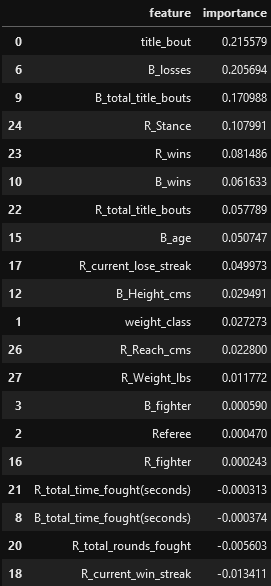 feature importance
0 title_bout 0.215579
6 B_losses 0.205694
9 B_total_title_bouts 0.170988
24 R_Stance 0.107991
23 R_wins 0.081486
10 B_wins 0.061633
22 R_total_title_bouts 0.057789
15 B_age 0.050747
17 R_current_lose_streak 0.049973
12 B_Height_cms 0.029491
1 weight_class 0.027273
26 R_Reach_cms 0.022800
27 R_Weight_lbs 0.011772
3 B_fighter 0.000590
2 Referee 0.000470
16 R_fighter 0.000243
21 R_total_time_fought(seconds) -0.000313
8 B_total_time_fought(seconds) -0.000374
20 R_total_rounds_fought -0.005603
18 R_current_win_streak -0.013411